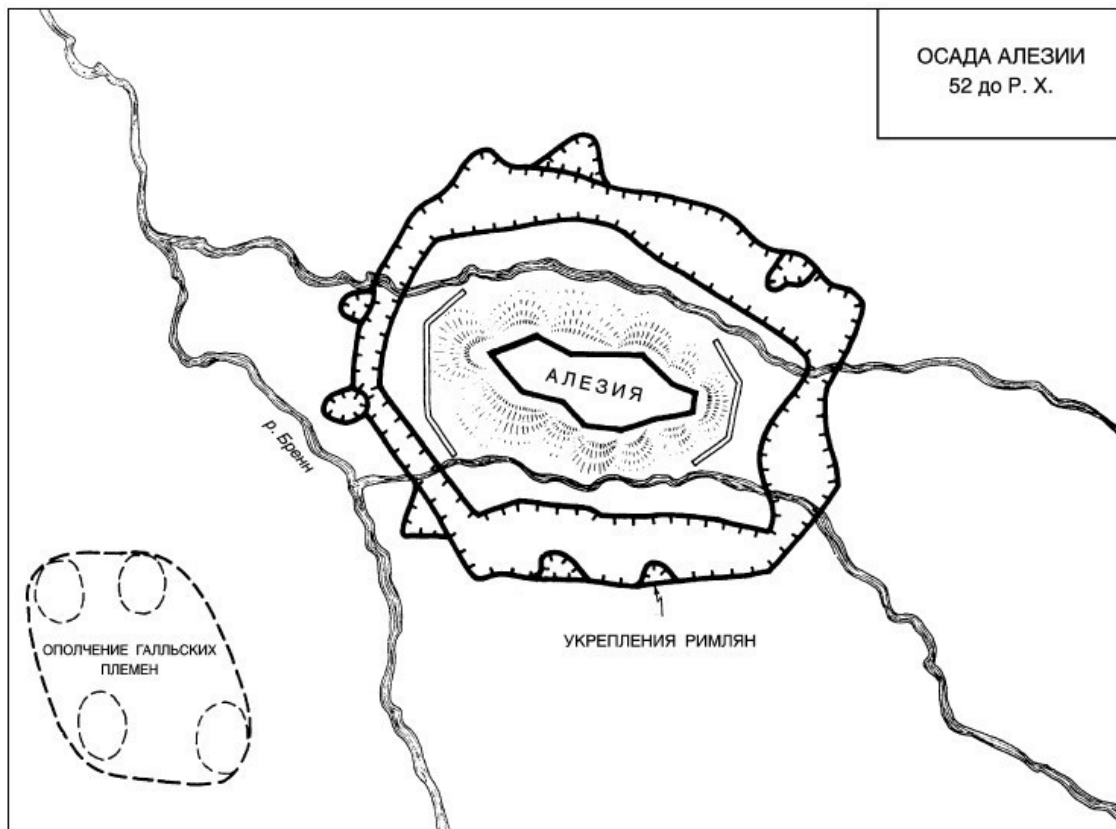 ОСАДА АЛЕЗИИ
52 до Р. Х.
АЛЕЗИЯ
р. Бренн
ОПОЛЧЕНИЕ ГАЛЛЬСКИХ
ПЛЕМЕН
УКРЕПЛЕНИЯ РИМЛЯН